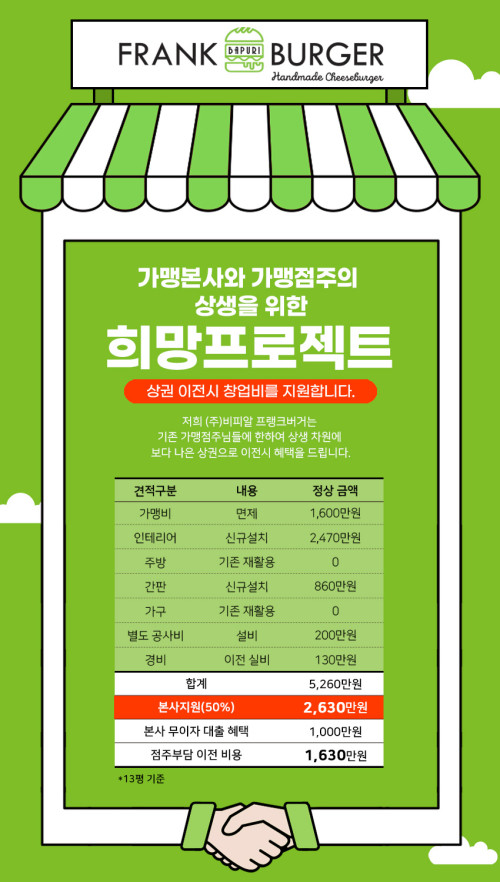 FRANK BAPURI BURGER
Handmade Cheeseburger
가맹본사와 가맹점주의
상생을 위한
희망프로젝트
상권 이전시 창업비를 지원합니다.
저희 (주)비피알 프랭크버거는
기존 가맹점주님들에 한하여 상생 차원에
보다 나은 상권으로 이전시 혜택을 드립니다.
견적구분 내용 정상 금액
가맹비 면제 1,600만원
인테리어 신규설치 2,470만원
주방 기존 재활용 0
간판 신규설치 860만원
가구 기존 재활용 0
별도 공사비 설비 200만원
경비 이전 실비 130만원
합계 5,260만원
본사지원(50%) 2,630만원
본사 무이자 대출 혜택 1,000만원
점주부담 이전 비용 1,630만원
*13평 기준